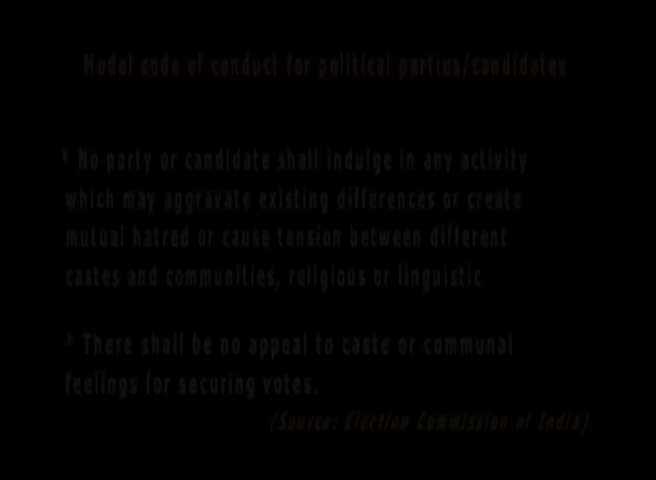 Model code of conduct for political parties/candidates
* No party or candidate shall indulge in any activity
which may aggravate existing differences or create
mutual hatred or cause tension between different
castes and communities, religious or linguistic
* There shall be no appeal to caste or communal
feelings for securing votes.
(Source: Election Commission of India)